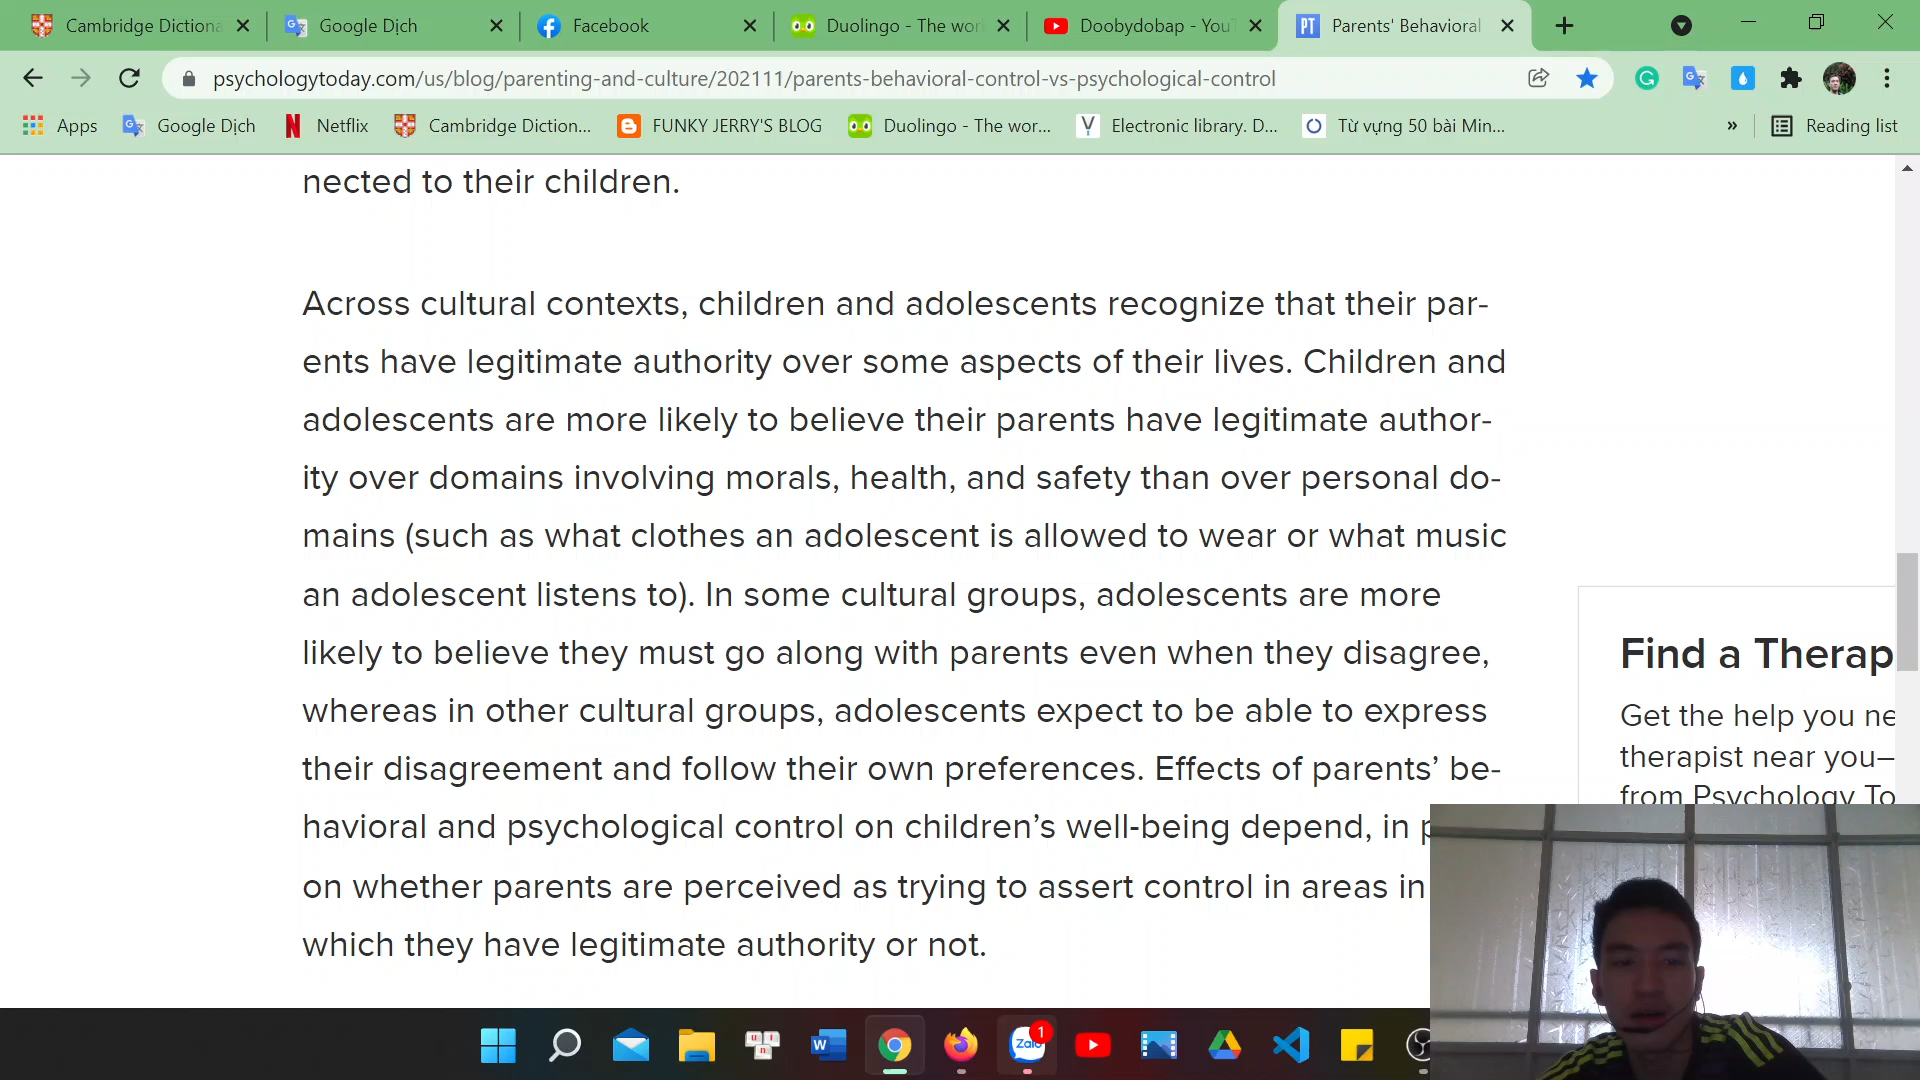 Cambridge Dictiona
Google Dịch
Facebook
Duolingo - The wor
Doobydobap - YouT
PT
Parents' Behavioral
psychologytoday.com/us/blog/parenting-and-culture/202111/parents-behavioral-control-vs-psychological-control
Apps
Google Dịch
Netflix
Cambridge Diction...
FUNKY JERRY'S BLOG
Duolingo - The wor...
Electronic library. D...
Từ vựng 50 bài Min...
»
Reading list
nected to their children.
Across cultural contexts, children and adolescents recognize that their par-
ents have legitimate authority over some aspects of their lives. Children and
adolescents are more likely to believe their parents have legitimate author-
ity over domains involving morals, health, and safety than over personal do-
mains (such as what clothes an adolescent is allowed to wear or what music
an adolescent listens to). In some cultural groups, adolescents are more
likely to believe they must go along with parents even when they disagree,
whereas in other cultural groups, adolescents expect to be able to express
their disagreement and follow their own preferences. Effects of parents’ be-
havioral and psychological control on children’s well-being depend, in p
on whether parents are perceived as trying to assert control in areas in
which they have legitimate authority or not.
Find a Therap
Get the help you ne
therapist near you–
from Psychology To
Zalo
1